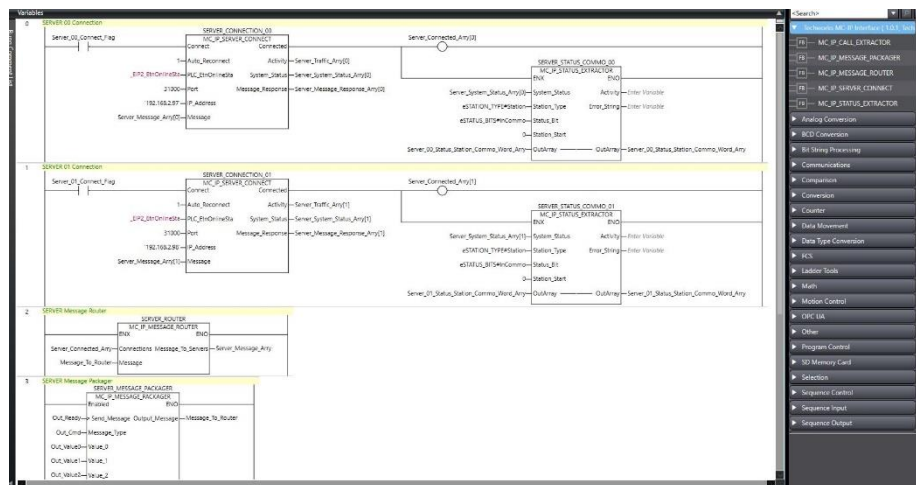 Variables
0 SERVER 00 Connection
Server_00_Connect_Flag
SERVER_CONNECTION_00
MC_IP_SERVER_CONNECT
Connect Connected
Server_Connected_Arry[0]
1 Auto_Reconnect Activity Server_Traffic_Arry[0]
_EIP2_EtnOnlineSta PLC_EtnOnlineSta System_Status Server_System_Status_Arry[0]
31000 Port Message_Response Server_Message_Response_Arry[0]
192.168.2.97 IP_Address
Server_Message_Arry[0] Message
SERVER_STATUS_COMMO_00
MC_IP_STATUS_EXTRACTOR
ENX ENO
Server_System_Status_Arry[0] System_Status Activity Enter Variable
eSTATION_TYPE#Station Station_Type Error_String Enter Variable
eSTATUS_BITS#InCommo Status_Bit
0 Station_Start
Server_00_Status_Station_Commo_Word_Arry OutArray OutArray Server_00_Status_Station_Commo_Word_Arry
1 SERVER 01 Connection
Server_01_Connect_Flag
SERVER_CONNECTION_01
MC_IP_SERVER_CONNECT
Connect Connected
Server_Connected_Arry[1]
1 Auto_Reconnect Activity Server_Traffic_Arry[1]
_EIP2_EtnOnlineSta PLC_EtnOnlineSta System_Status Server_System_Status_Arry[1]
31000 Port Message_Response Server_Message_Response_Arry[1]
192.168.2.98 IP_Address
Server_Message_Arry[1] Message
SERVER_STATUS_COMMO_01
MC_IP_STATUS_EXTRACTOR
ENX ENO
Server_System_Status_Arry[1] System_Status Activity Enter Variable
eSTATION_TYPE#Station Station_Type Error_String Enter Variable
eSTATUS_BITS#InCommo Status_Bit
0 Station_Start
Server_01_Status_Station_Commo_Word_Arry OutArray OutArray Server_01_Status_Station_Commo_Word_Arry
2 SERVER Message Router
SERVER_ROUTER
MC_IP_MESSAGE_ROUTER
ENX ENO
Server_Connected_Arry Connections Message_To_Servers Server_Message_Arry
Message_To_Router Message
3 SERVER Message Packager
SERVER_MESSAGE_PACKAGER
MC_IP_MESSAGE_PACKAGER
Enabled ENO
Out_Ready Send_Message Output_Message Message_To_Router
Out_Cmd Message_Type
Out_Value0 Value_0
Out_Value1 Value_1
Out_Value2 Value_2
<Search>
FB MC_IP_CALL_EXTRACTOR
FB MC_IP_MESSAGE_PACKAGER
FB MC_IP_MESSAGE_ROUTER
FB MC_IP_SERVER_CONNECT
FB MC_IP_STATUS_EXTRACTOR
Analog Conversion
BCD Conversion
Bit String Processing
Communications
Comparison
Conversion
Counter
Data Movement
Data Type Conversion
FCS
Ladder Tools
Math
Motion Control
OPC UA
Other
Program Control
SD Memory Card
Selection
Sequence Control
Sequence Input
Sequence Output